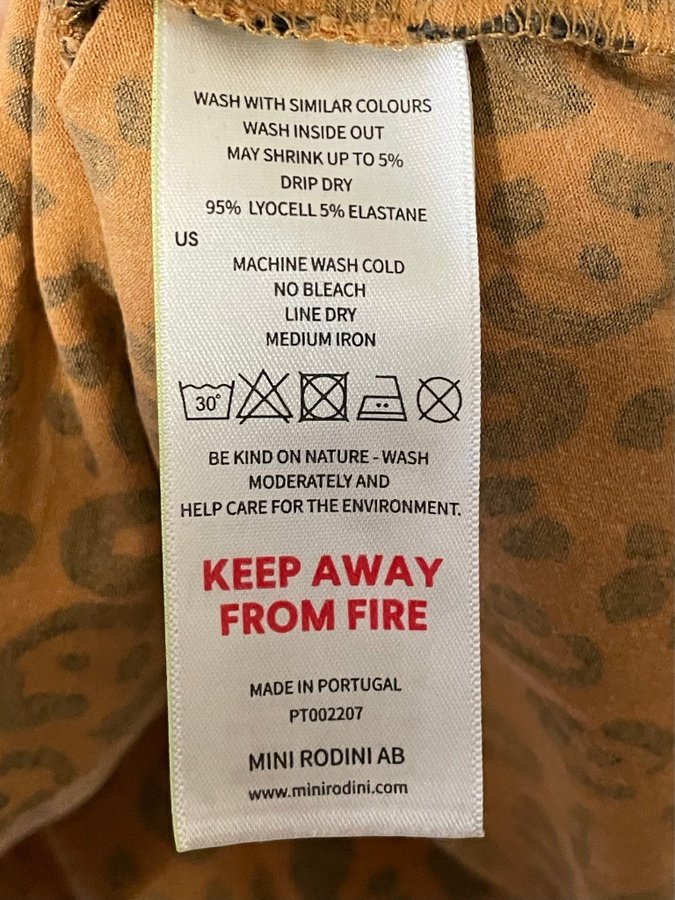 WASH WITH SIMILAR COLOURS
WASH INSIDE OUT
MAY SHRINK UP TO 5%
DRIP DRY
95% LYOCELL 5% ELASTANE
US
MACHINE WASH COLD
NO BLEACH
LINE DRY
MEDIUM IRON
30°
BE KIND ON NATURE - WASH
MODERATELY AND
HELP CARE FOR THE ENVIRONMENT.
KEEP AWAY
FROM FIRE
MADE IN PORTUGAL
PT002207
MINI RODINI AB
www.minirodini.com